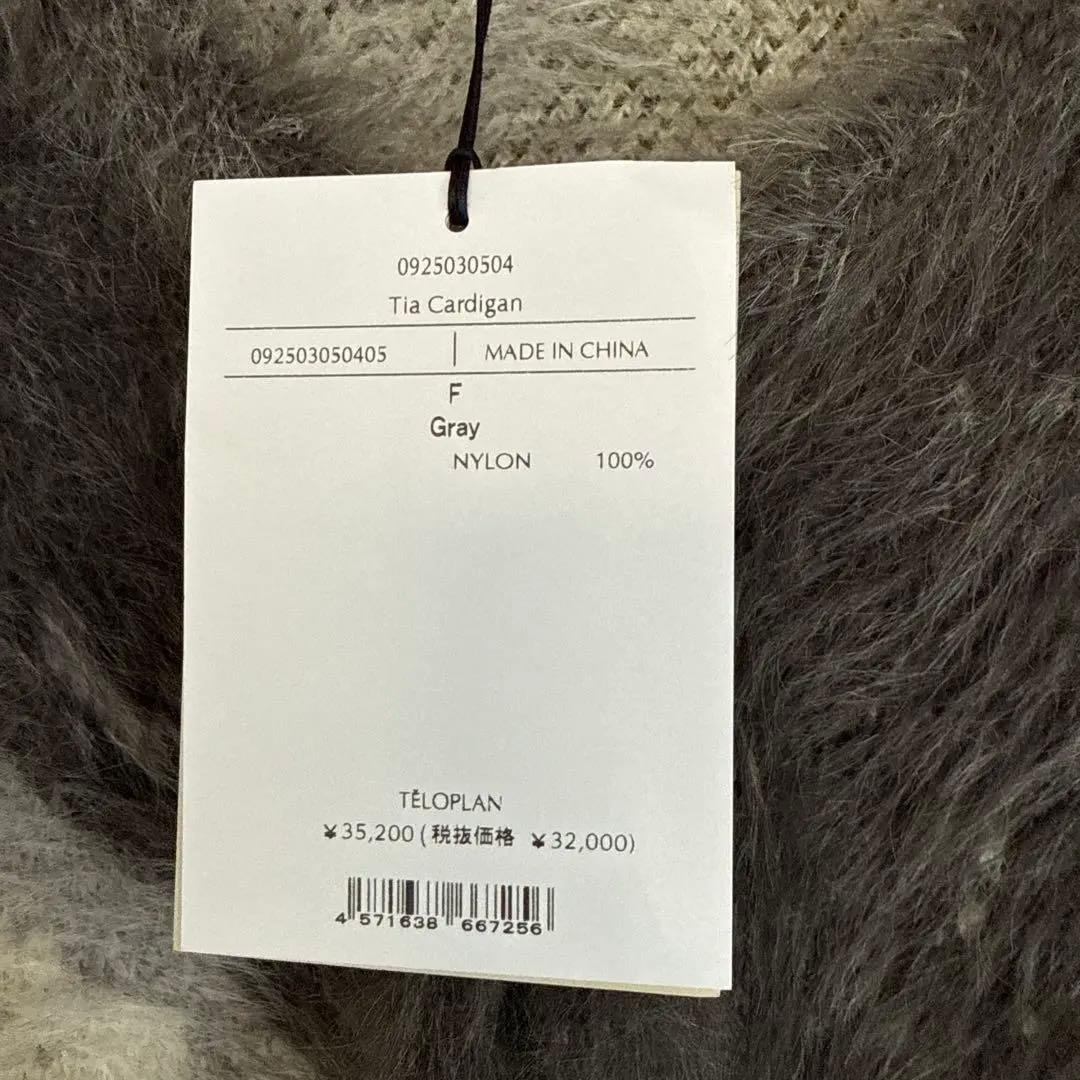 0925030504
Tia Cardigan
092503050405 | MADE IN CHINA
F
Gray
NYLON 100%
TĚLOPLAN
¥35,200 (税抜価格 ¥32,000)
4 571638 667256